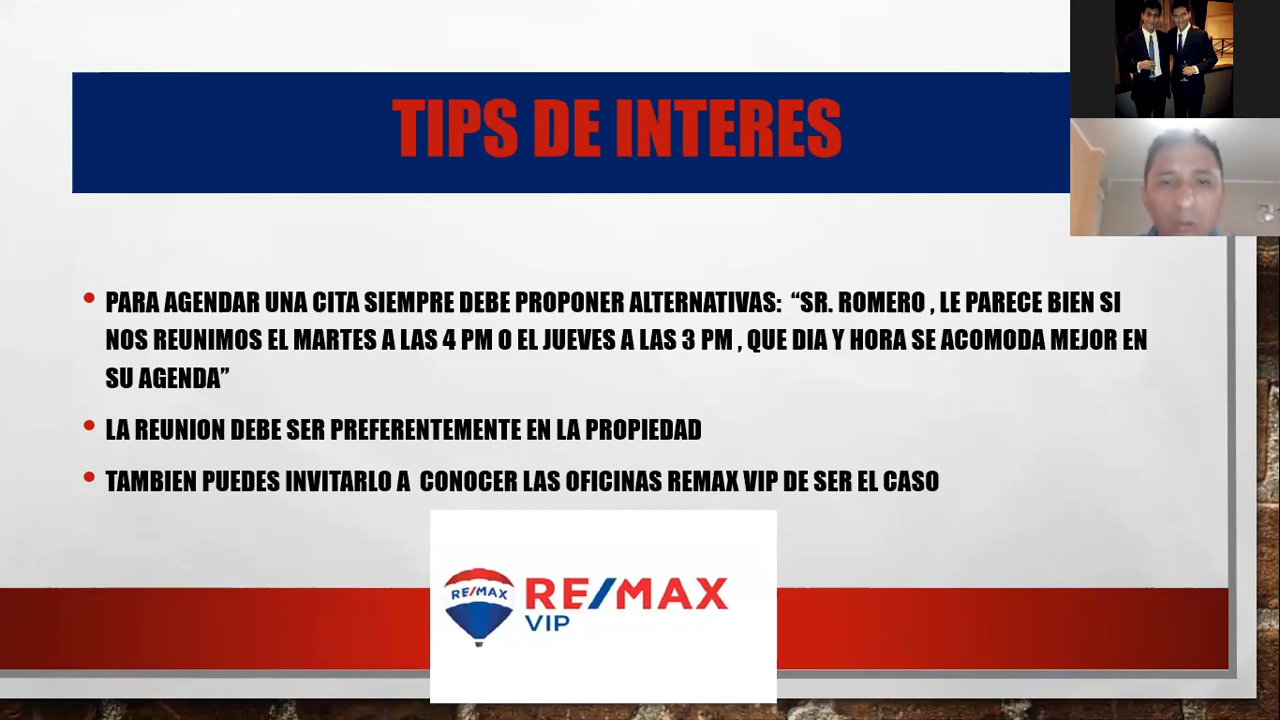 TIPS DE INTERES
PARA AGENDAR UNA CITA SIEMPRE DEBE PROPONER ALTERNATIVAS: “SR. ROMERO , LE PARECE BIEN SI
NOS REUNIMOS EL MARTES A LAS 4 PM O EL JUEVES A LAS 3 PM , QUE DIA Y HORA SE ACOMODA MEJOR EN
SU AGENDA”
LA REUNION DEBE SER PREFERENTEMENTE EN LA PROPIEDAD
TAMBIEN PUEDES INVITARLO A CONOCER LAS OFICINAS REMAX VIP DE SER EL CASO
RE/MAX
RE/MAX
VIP